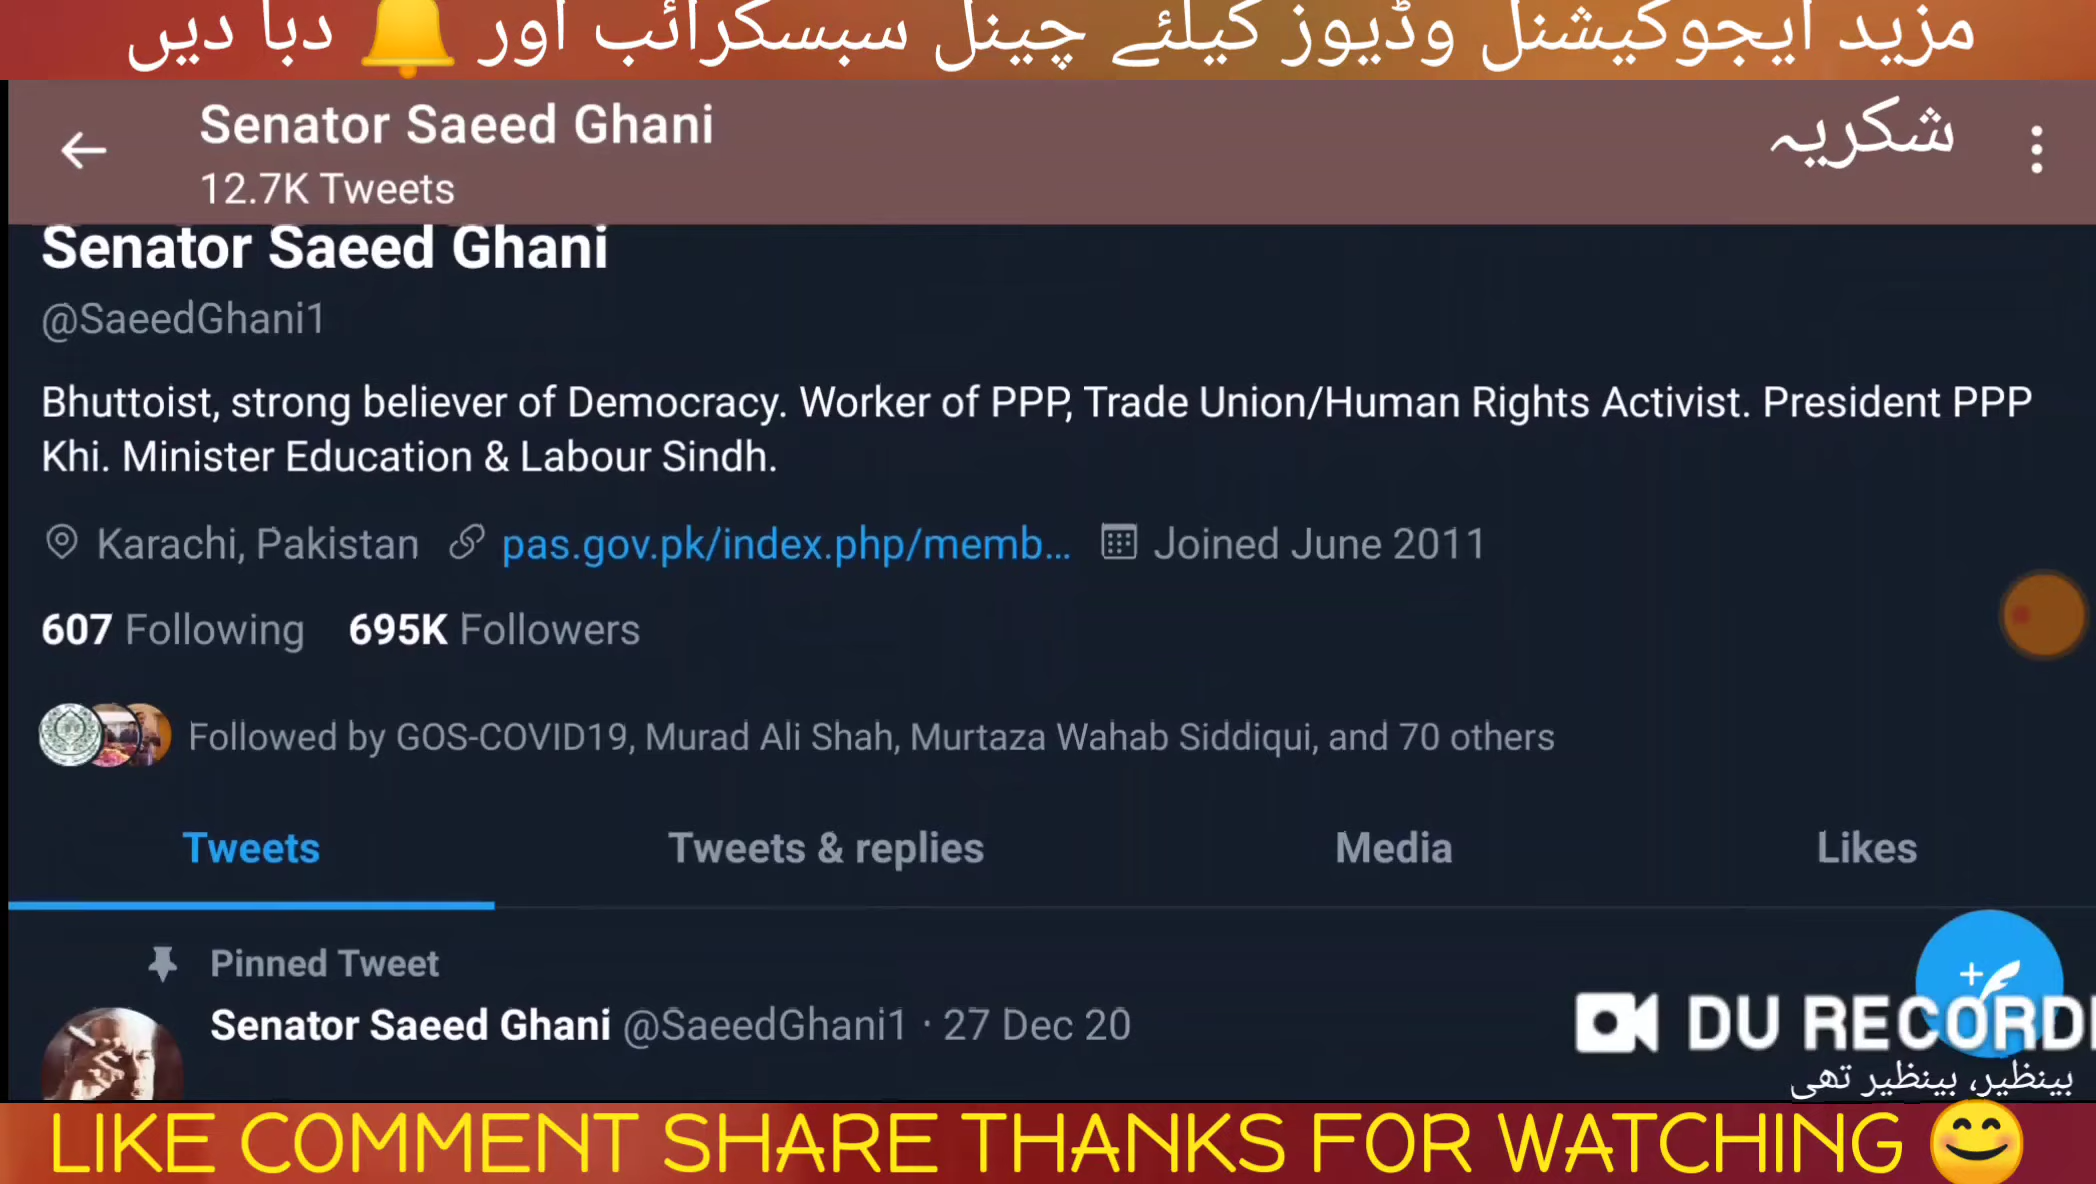 مزید ایجوکیشنل وڈیوز کیلئے چینل سبسکرائب اور 🔔 دبا دیں
Senator Saeed Ghani
شکریہ
12.7K Tweets
Senator Saeed Ghani
@SaeedGhani1
Bhuttoist, strong believer of Democracy. Worker of PPP, Trade Union/Human Rights Activist. President PPP
Khi. Minister Education & Labour Sindh.
Karachi, Pakistan pas.gov.pk/index.php/memb... Joined June 2011
607 Following 695K Followers
Followed by GOS-COVID19, Murad Ali Shah, Murtaza Wahab Siddiqui, and 70 others
Tweets Tweets & replies Media Likes
Pinned Tweet
Senator Saeed Ghani @SaeedGhani1 · 27 Dec 20
DU RECORD
بینظیر، بینظیر تھی
LIKE COMMENT SHARE THANKS FOR WATCHING 😊